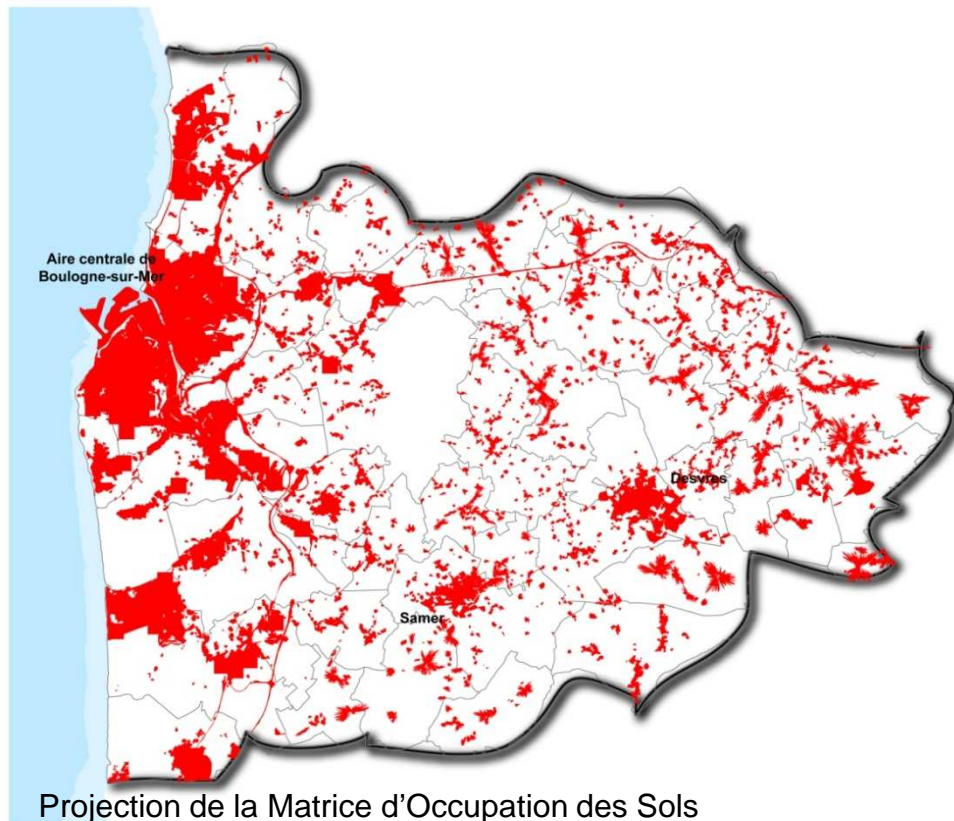 Aire centrale de
Boulogne-sur-Mer
Desvres
Samer
Projection de la Matrice d’Occupation des Sols